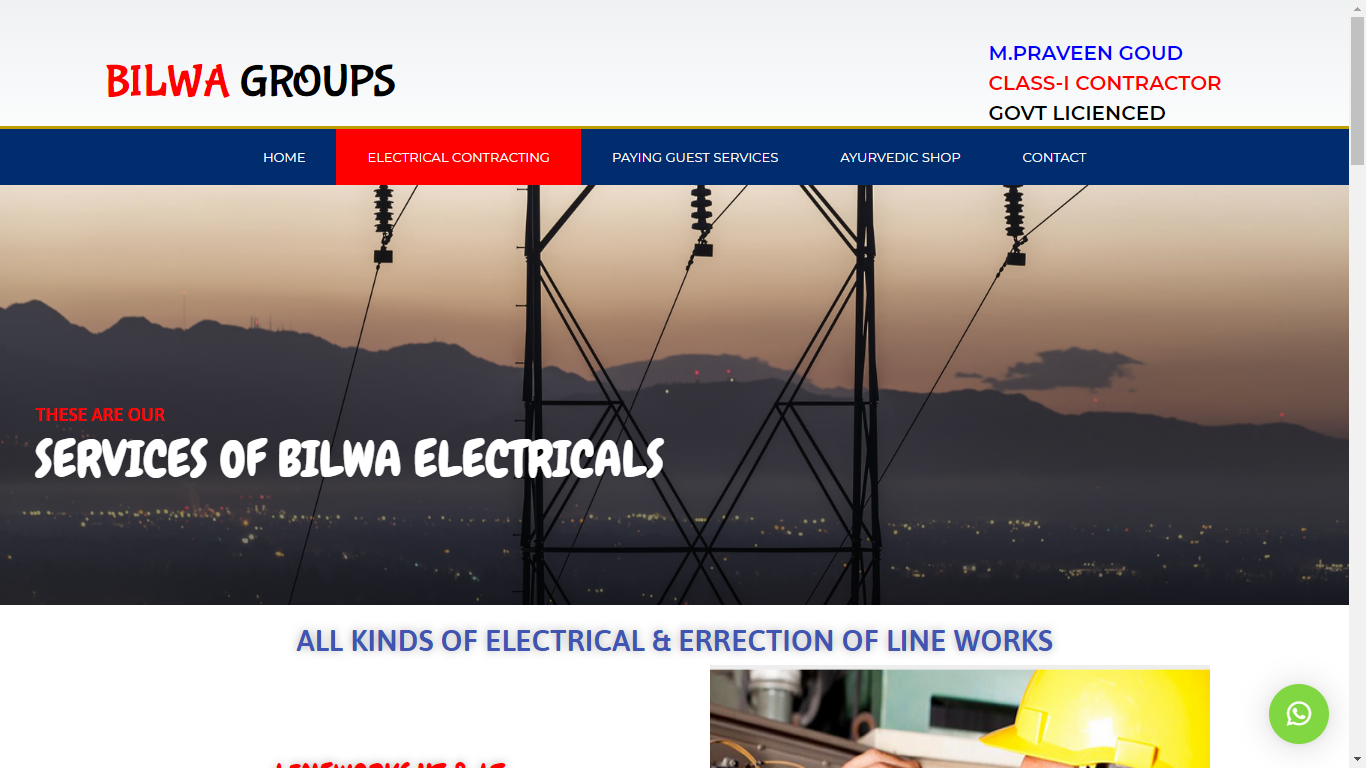 BILWA GROUPS
M.PRAVEEN GOUD
CLASS-I CONTRACTOR
GOVT LICIENCED
HOME
ELECTRICAL CONTRACTING
PAYING GUEST SERVICES
AYURVEDIC SHOP
CONTACT
THESE ARE OUR
SERVICES OF BILWA ELECTRICALS
ALL KINDS OF ELECTRICAL & ERRECTION OF LINE WORKS